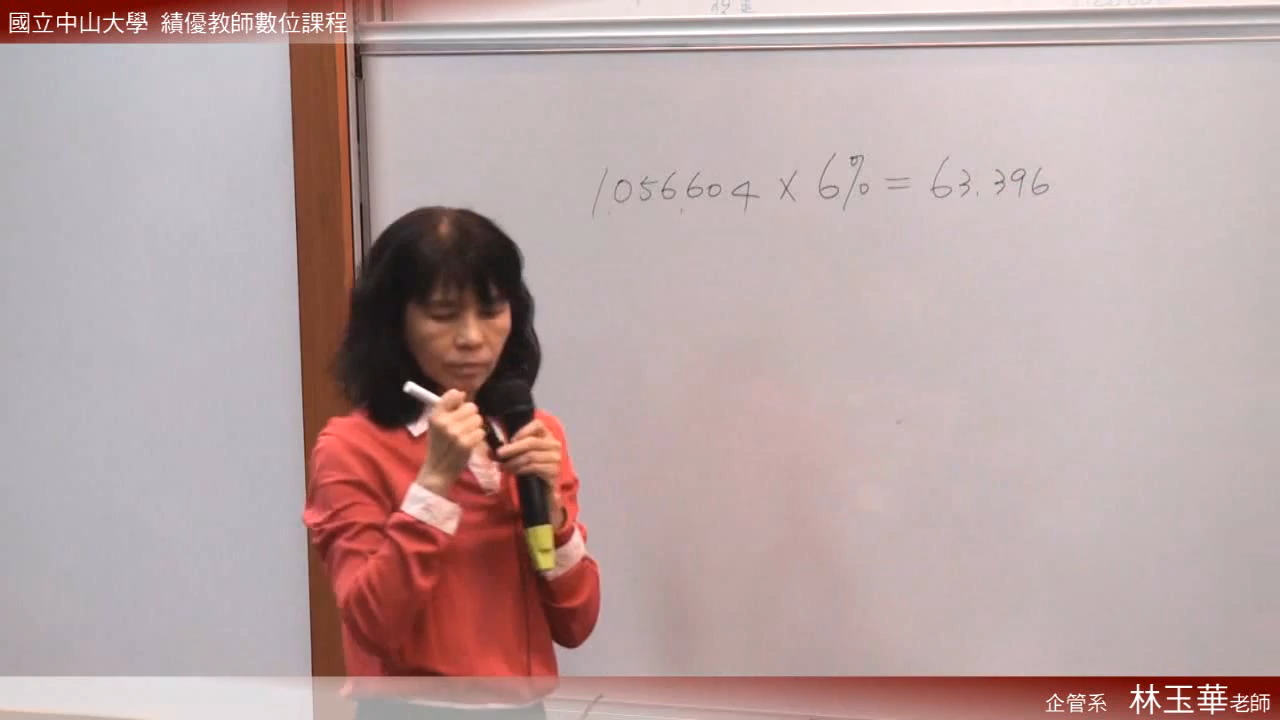 國立中山大學 績優教師數位課程
1,056,604 × 6% = 63,396
企管系 林玉華老師